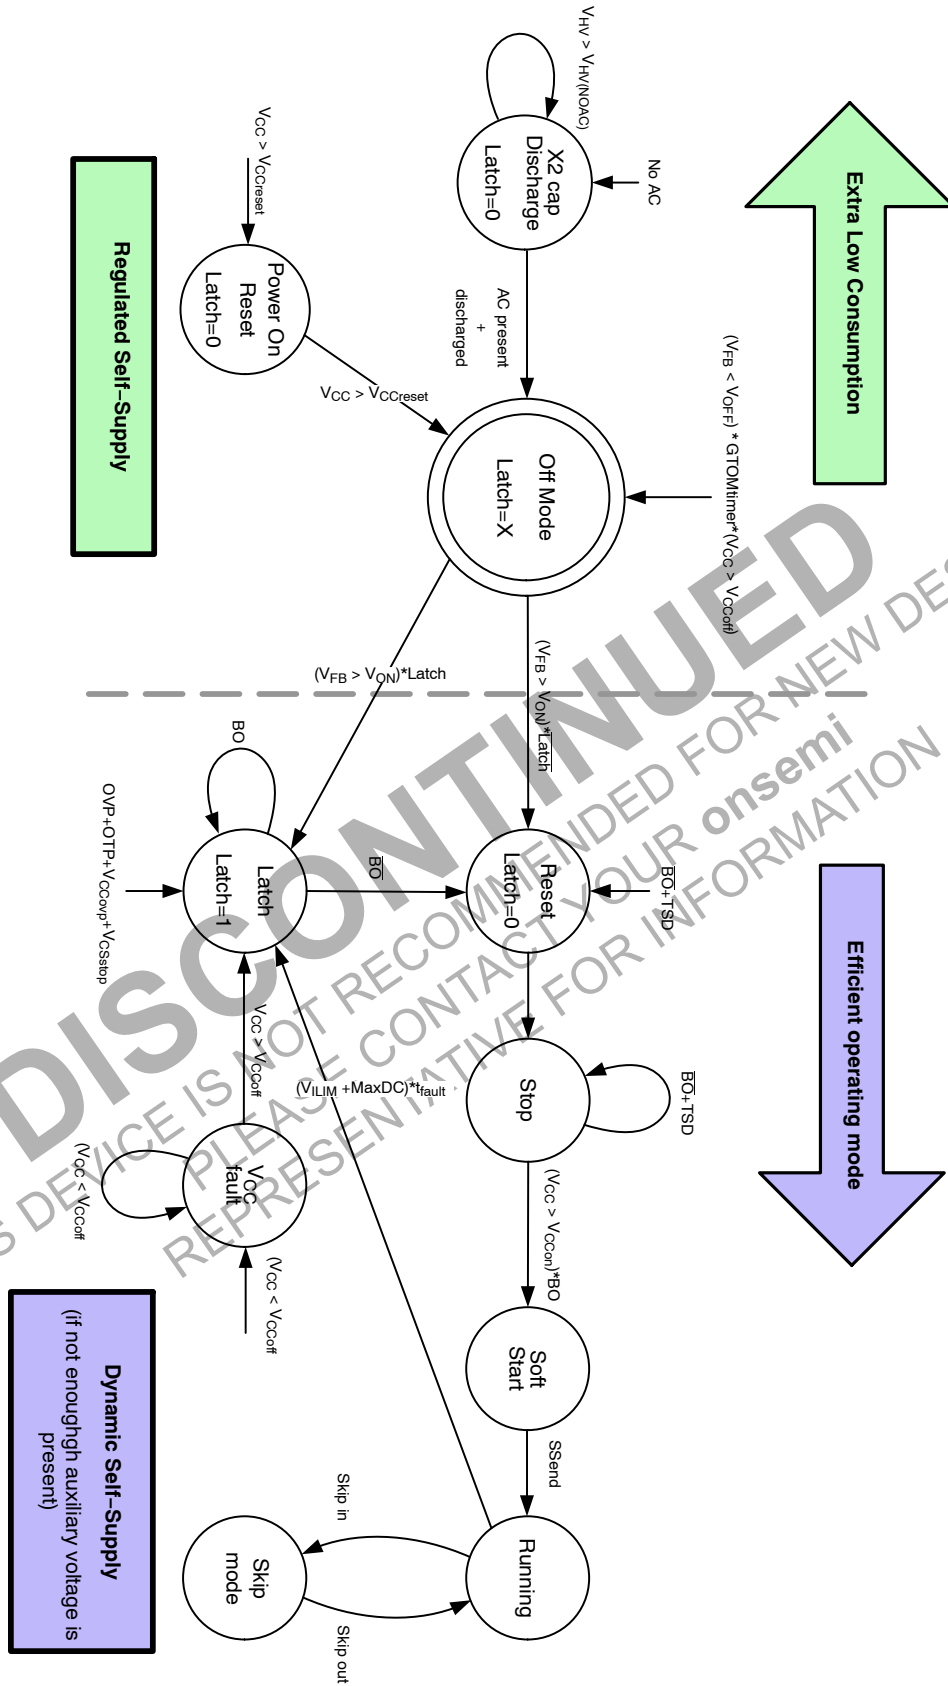 Extra Low Consumption
Efficient operating mode
(VFB < VOFF) * GTOMtimer*(VCC > VCCoff)
No AC
VHV > VHV(NOAC)
X2 cap
Discharge
Latch=0
AC present
+
discharged
Off Mode
Latch=X
(VFB > VON)*Latch
BO+TSD
Reset
Latch=0
Stop
BO+TSD
(VCC > VCCon)*BO
Soft
Start
SSend
Running
VCC > VCCreset
Power On
Reset
Latch=0
VCC > VCCreset
(VFB > VON)*Latch
BO
BO
Latch
Latch=1
OVP+OTP+VCCovp+VCSstop
VCC > VCCoff
(VILIM +MaxDC)*tfault
VCC
fault
(VCC < VCCoff
(VCC < VCCoff
Skip in
Skip out
Skip
mode
Regulated Self–Supply
Dynamic Self–Supply
(if not enoughgh auxiliary voltage is
present)
DISCONTINUED
S DEVICE IS NOT RECOMMENDED FOR NEW DES
PLEASE CONTACT YOUR onsemi
REPRESENTATIVE FOR INFORMATION